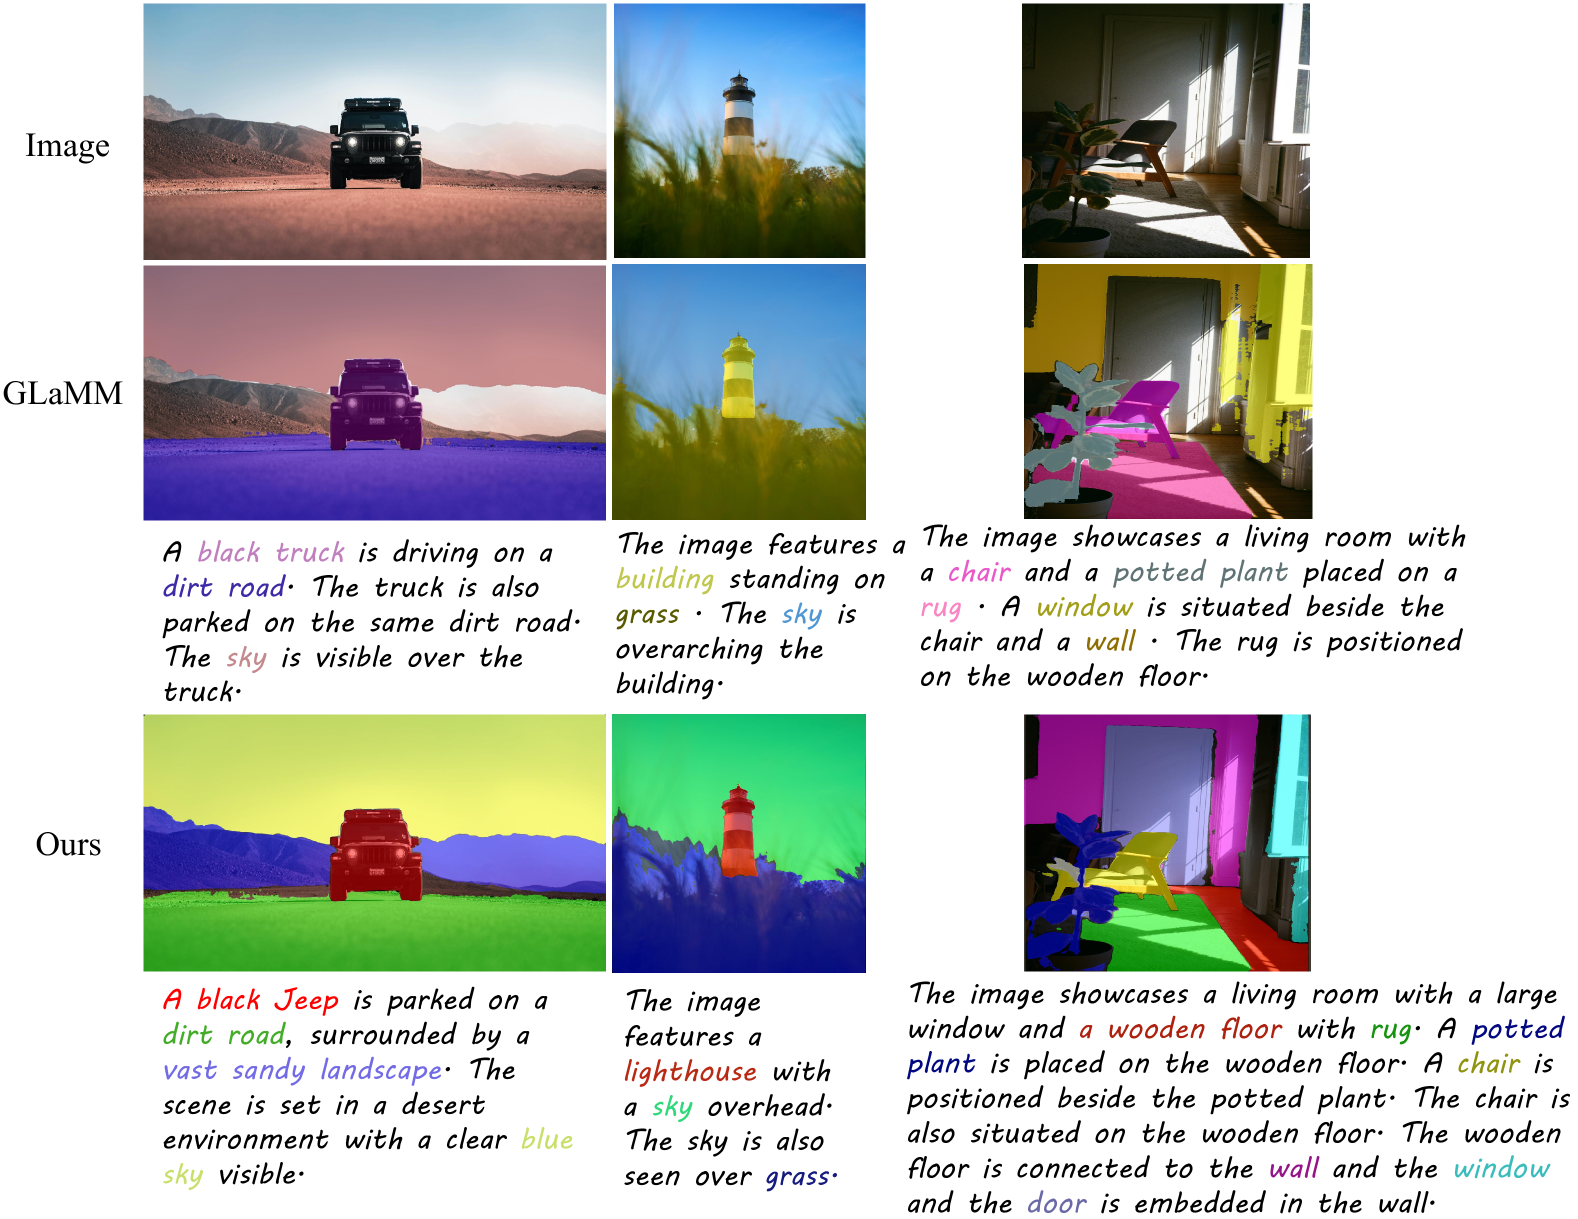 Image
GLaMM
A black truck is driving on a
dirt road. The truck is also
parked on the same dirt road.
The sky is visible over the
truck.
The image features a
building standing on
grass . The sky is
overarching the
building.
The image showcases a living room with
a chair and a potted plant placed on a
rug . A window is situated beside the
chair and a wall . The rug is positioned
on the wooden floor.
Ours
A black Jeep is parked on a
dirt road, surrounded by a
vast sandy landscape. The
scene is set in a desert
environment with a clear blue
sky visible.
The image
features a
lighthouse with
a sky overhead.
The sky is also
seen over grass.
The image showcases a living room with a large
window and a wooden floor with rug. A potted
plant is placed on the wooden floor. A chair is
positioned beside the potted plant. The chair is
also situated on the wooden floor. The wooden
floor is connected to the wall and the window
and the door is embedded in the wall.